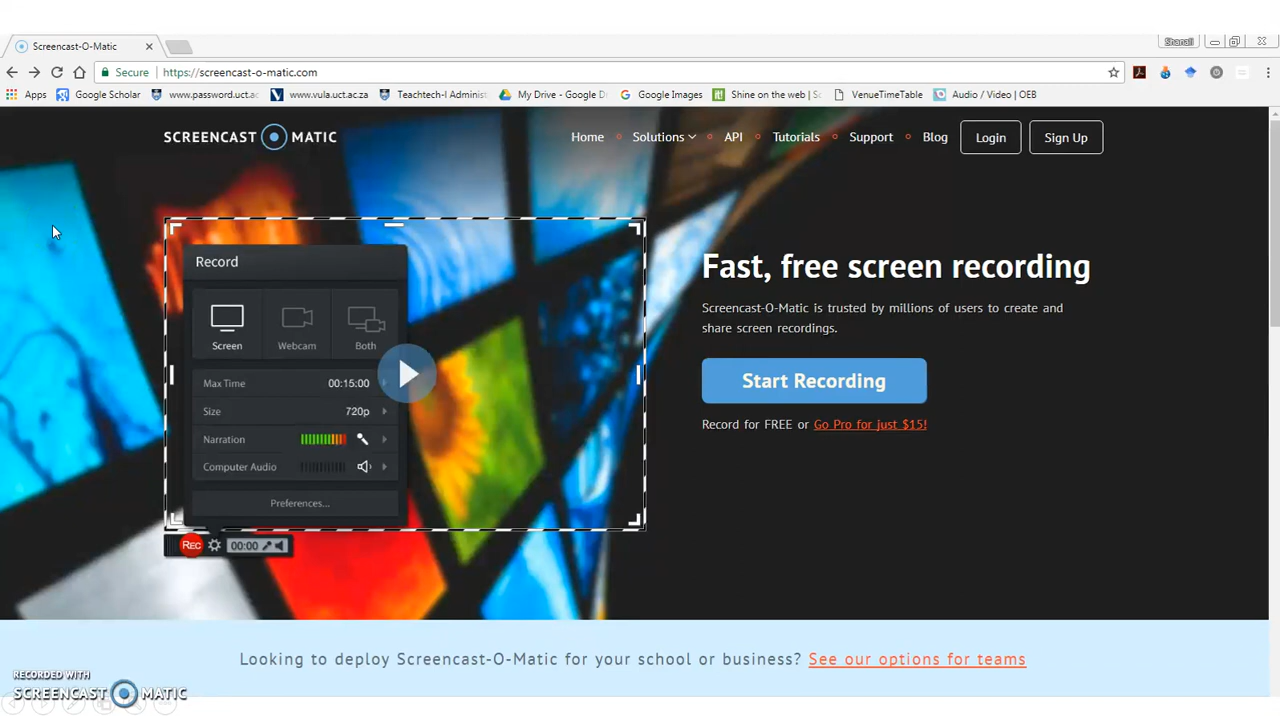 Screencast-O-Matic
Shanali
Secure https://screencast-o-matic.com
Apps Google Scholar www.password.uct.ac www.vula.uct.ac.za Teachtech-I Administ My Drive - Google D Google Images Shine on the web | Sc VenueTimeTable Audio / Video | OEB
SCREENCAST MATIC
Home Solutions API Tutorials Support Blog Login Sign Up
Record
Screen Webcam Both
Max Time 00:15:00
Size 720p
Narration
Computer Audio
Preferences...
REC 00:00
Fast, free screen recording
Screencast-O-Matic is trusted by millions of users to create and
share screen recordings.
Start Recording
Record for FREE or Go Pro for just $15!
Looking to deploy Screencast-O-Matic for your school or business? See our options for teams
RECORDED WITH
SCREENCAST MATIC